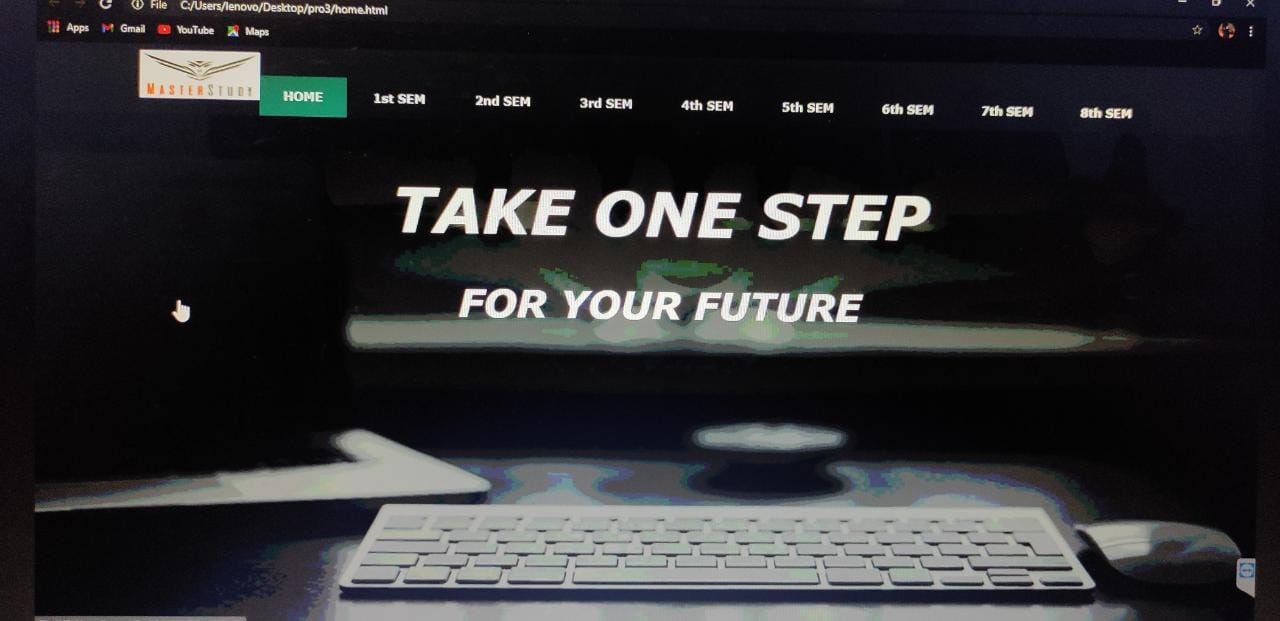 File C:/Users/lenovo/Desktop/pro3/home.html
Apps Gmail YouTube Maps
MASTERSTUDY
HOME 1st SEM 2nd SEM 3rd SEM 4th SEM 5th SEM 6th SEM 7th SEM 8th SEM
TAKE ONE STEP
FOR YOUR FUTURE